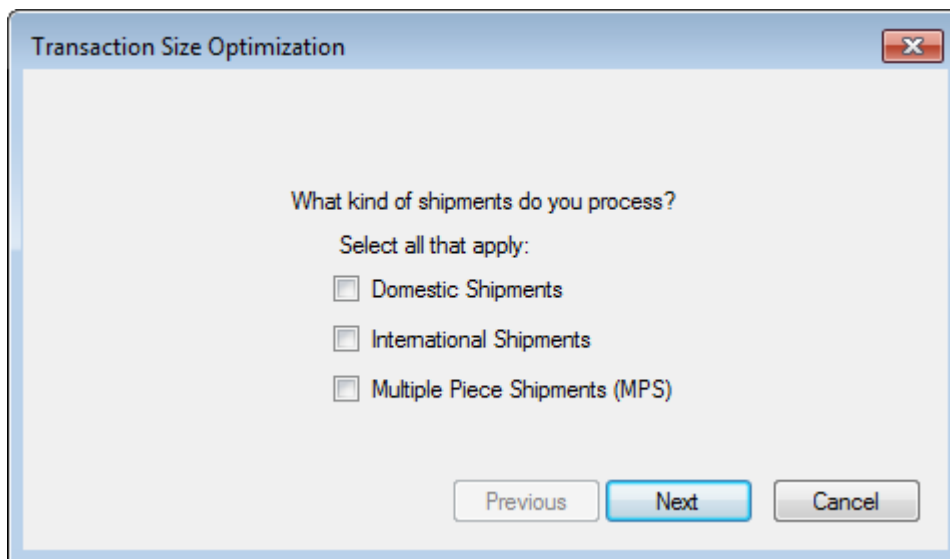 Transaction Size Optimization
What kind of shipments do you process?
Select all that apply:
Domestic Shipments
International Shipments
Multiple Piece Shipments (MPS)
Previous Next Cancel